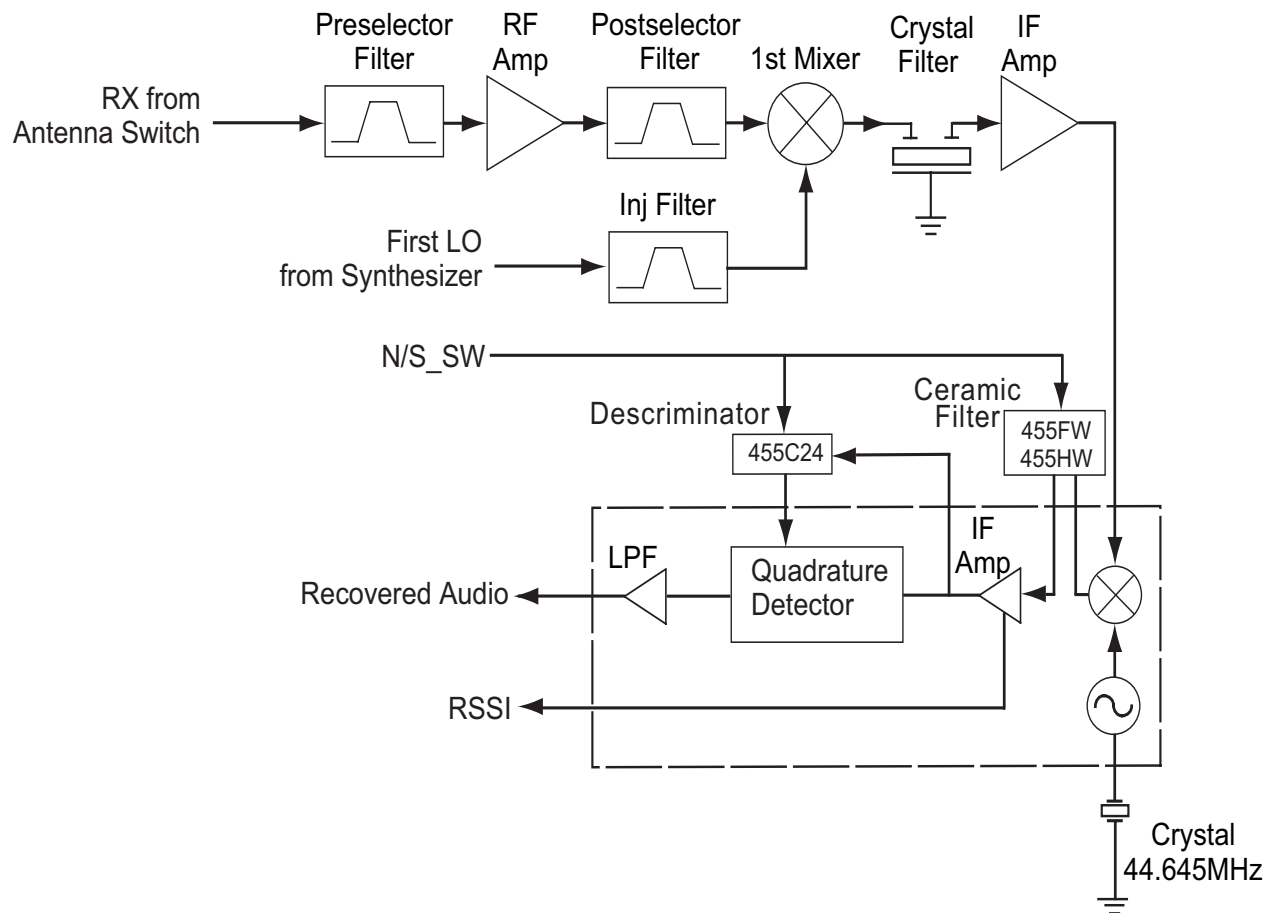 Preselector
Filter
RF
Amp
Postselector
Filter
1st Mixer
Crystal
Filter
IF
Amp
RX from
Antenna Switch
Inj Filter
First LO
from Synthesizer
N/S_SW
Descriminator
455C24
Ceramic
Filter
455FW
455HW
LPF
Quadrature
Detector
IF
Amp
Recovered Audio
RSSI
Crystal
44.645MHz